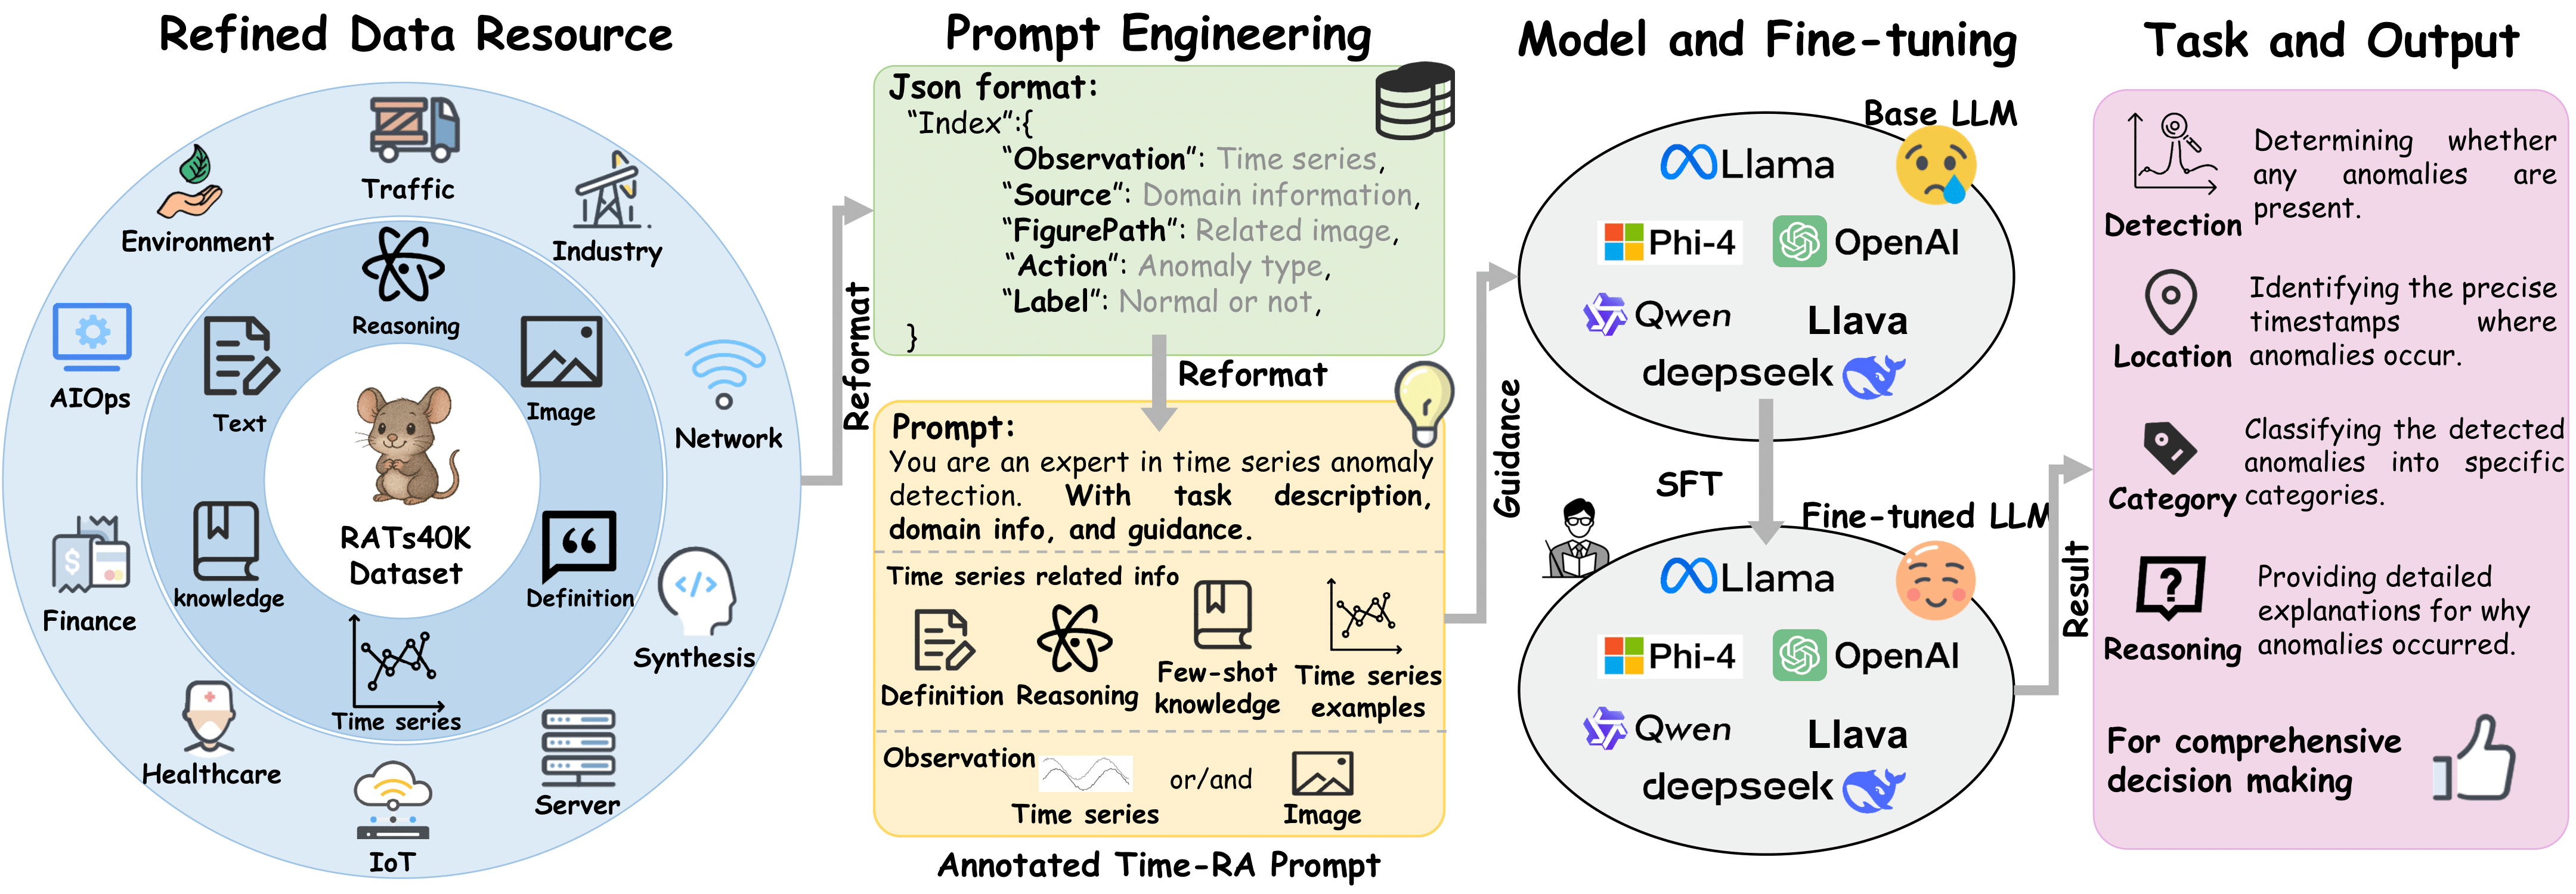 Refined Data Resource
Traffic
Environment
Industry
Reasoning
AIOps
Text
Image
Network
RATs40K
Dataset
Finance
knowledge
Definition
Synthesis
Time series
Healthcare
Server
IoT
Reformat
Prompt Engineering
Json format:
“Index”:{
“Observation”: Time series,
“Source”: Domain information,
“FigurePath”: Related image,
“Action”: Anomaly type,
“Label”: Normal or not,
}
Reformat
Prompt:
You are an expert in time series anomaly
detection. With task description,
domain info, and guidance.
Time series related info
Definition
Reasoning
Few-shot
knowledge
Time series
examples
Observation
Time series
or/and
Image
Annotated Time-RA Prompt
Guidance
Model and Fine-tuning
Base LLM
Llama
Phi-4
OpenAI
Qwen
Llava
deepseek
SFT
Fine-tuned LLM
Llama
Phi-4
OpenAI
Qwen
Llava
deepseek
Result
Task and Output
Detection
Determining whether
any anomalies are
present.
Location
Identifying the precise
timestamps where
anomalies occur.
Category
Classifying the detected
anomalies into specific
categories.
Reasoning
Providing detailed
explanations for why
anomalies occurred.
For comprehensive
decision making